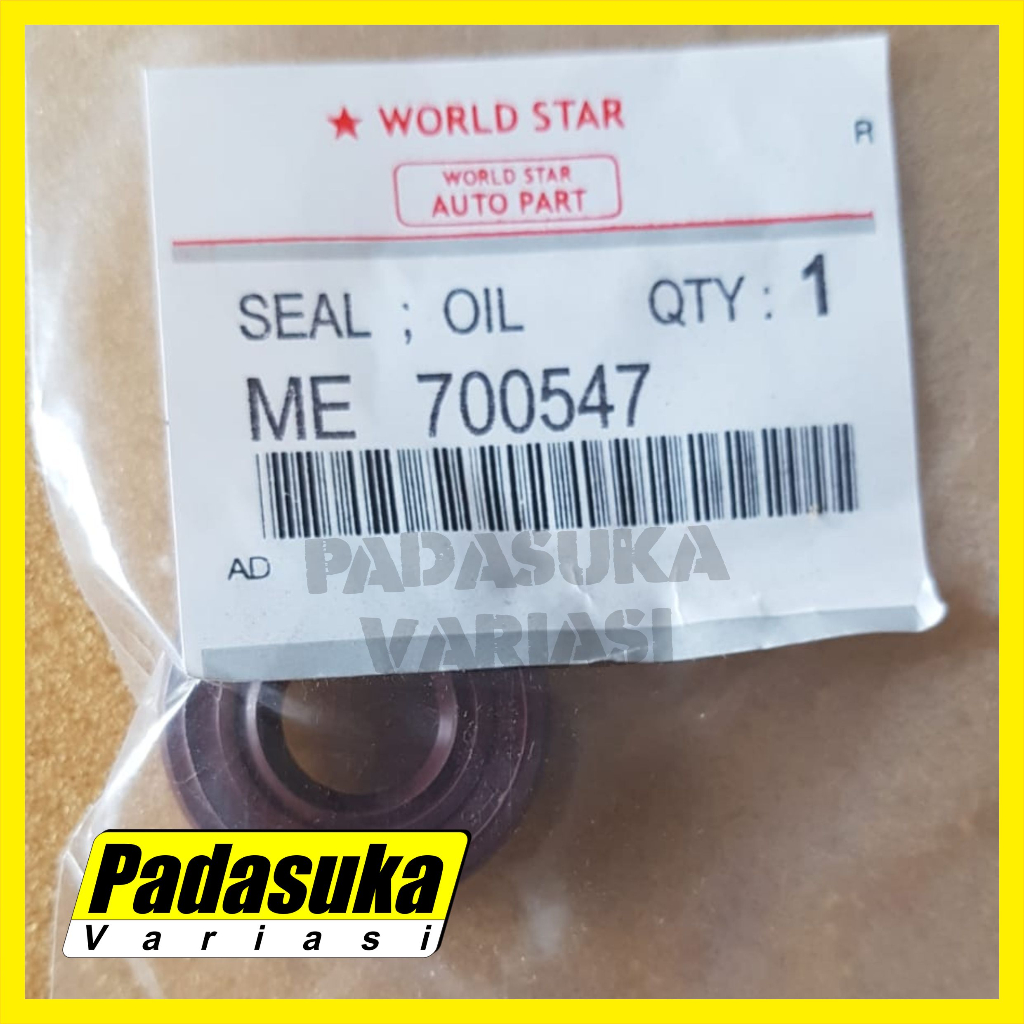 ★ WORLD STAR
R
WORLD STAR
AUTO PART
SEAL ; OIL QTY : 1
ME 700547
AD
PADASUKA
VARIASI
Padasuka
Variasi